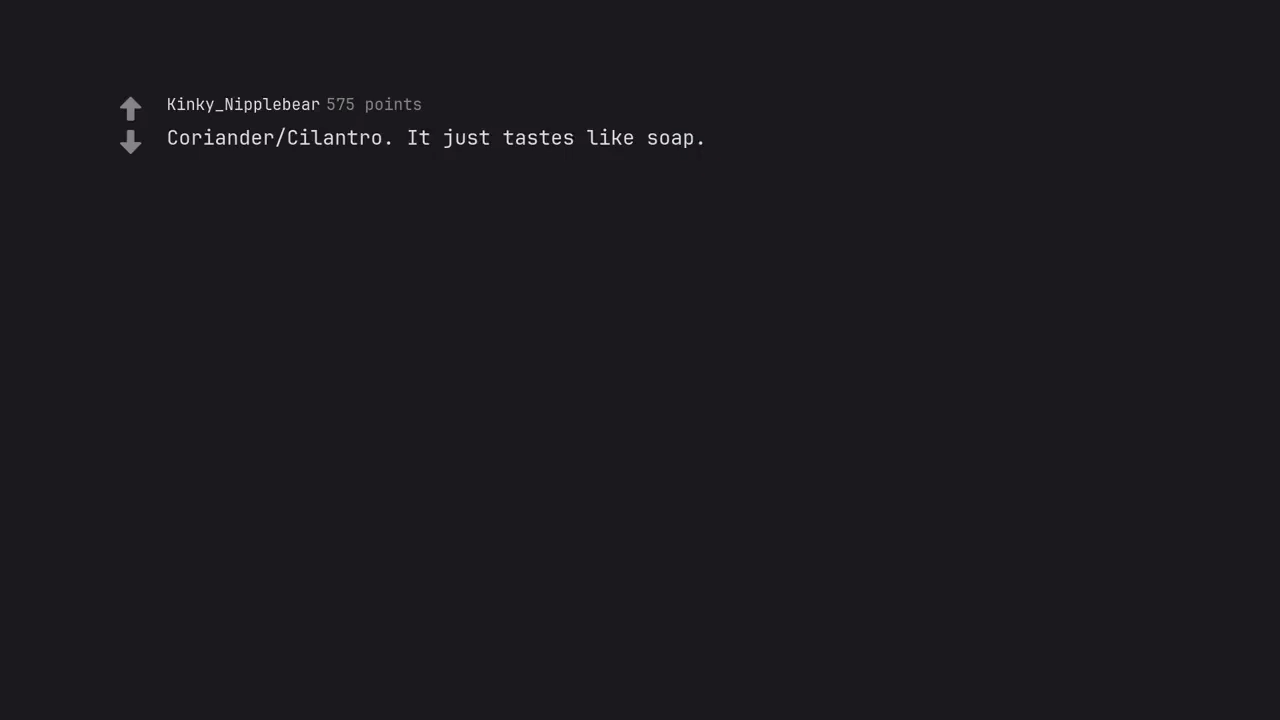 Kinky_Nipplebear 575 points
Coriander/Cilantro. It just tastes like soap.